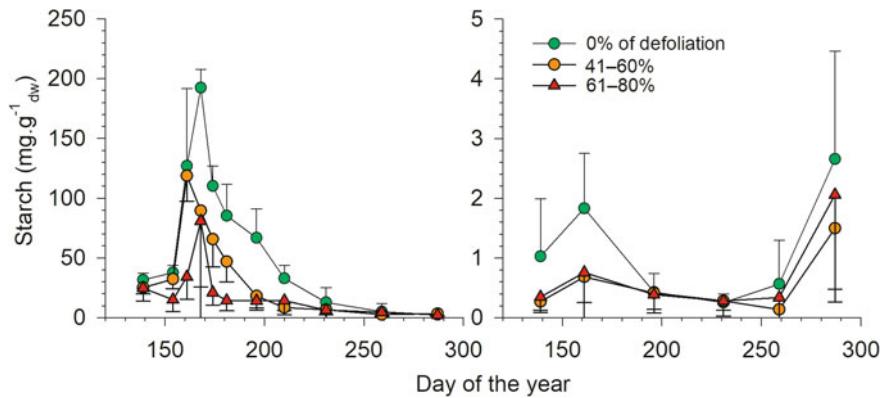 250
200
150
100
50
0
Starch (mg.g⁻¹dw)
150 200 250 300
5
4
3
2
1
0
0% of defoliation
41–60%
61–80%
150 200 250 300
Day of the year